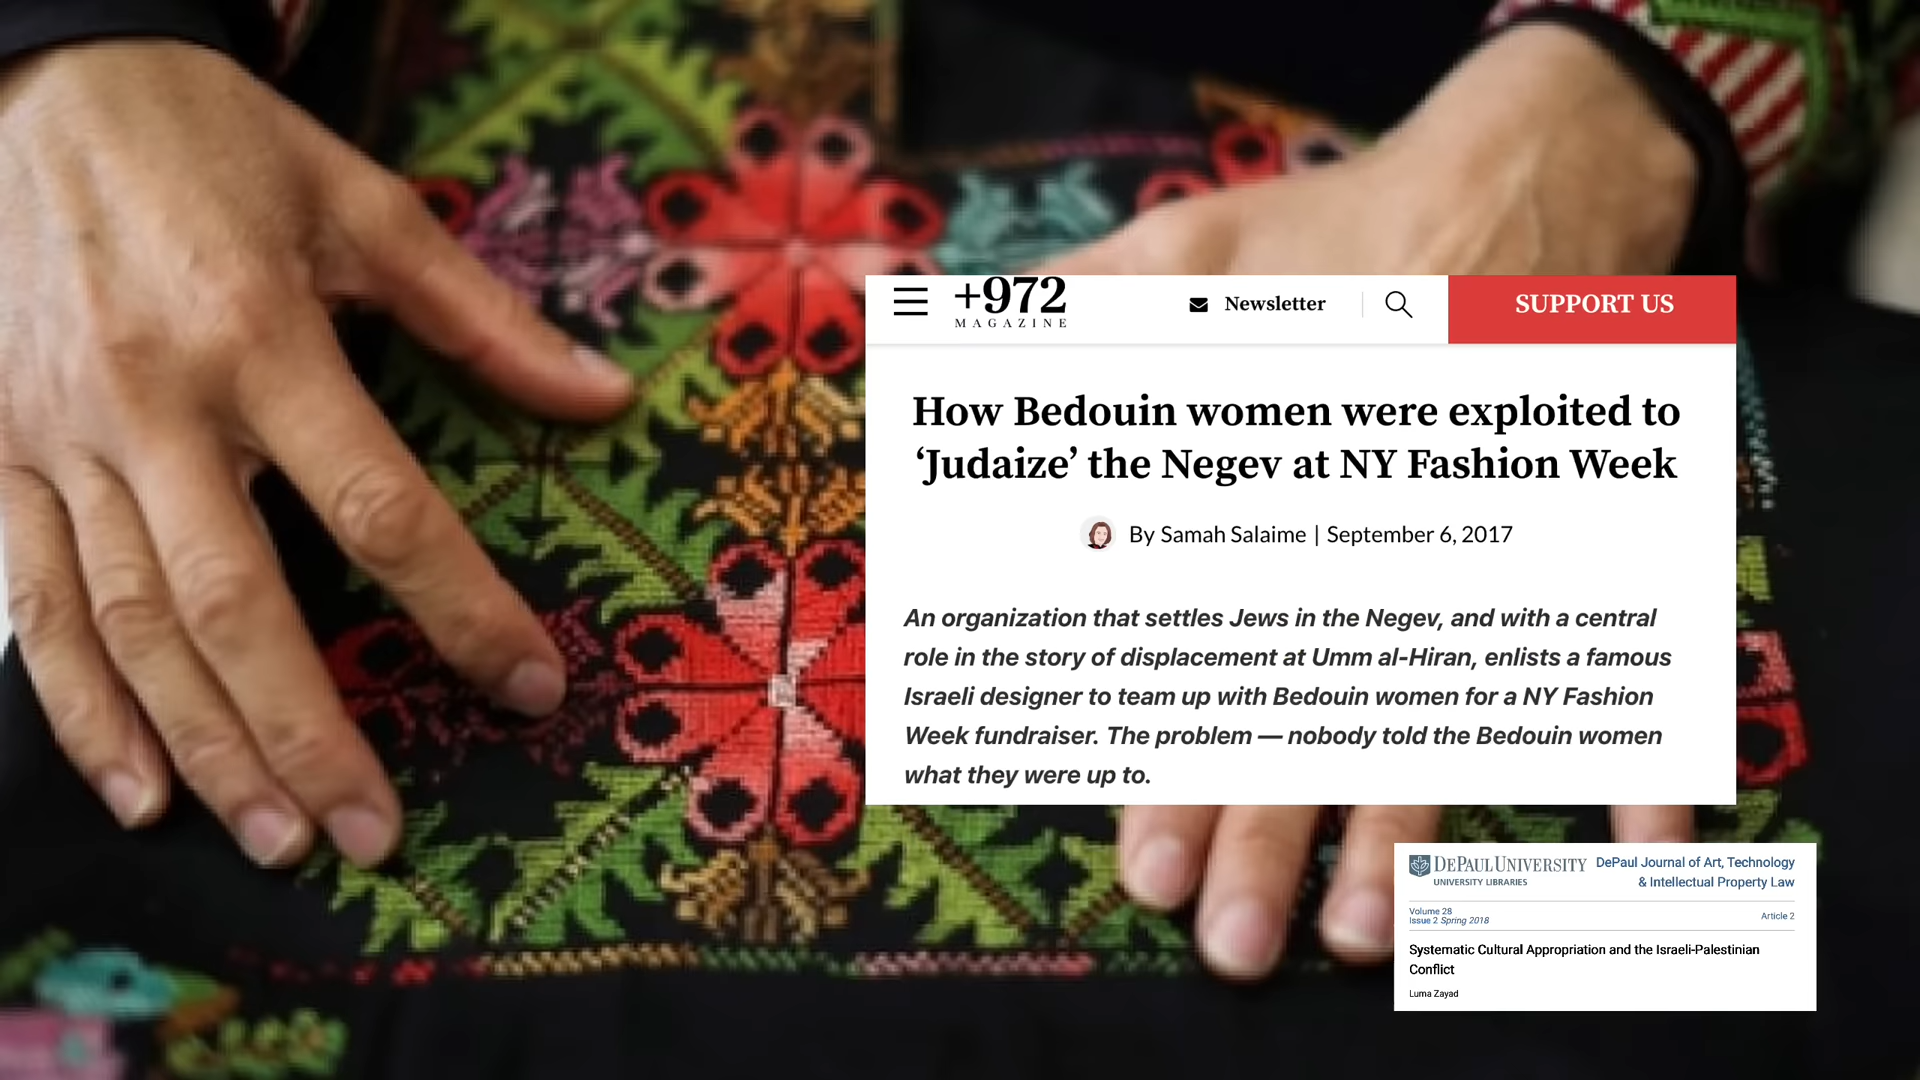 +972
MAGAZINE
Newsletter
SUPPORT US
How Bedouin women were exploited to
‘Judaize’ the Negev at NY Fashion Week
By Samah Salaime | September 6, 2017
An organization that settles Jews in the Negev, and with a central
role in the story of displacement at Umm al-Hiran, enlists a famous
Israeli designer to team up with Bedouin women for a NY Fashion
Week fundraiser. The problem — nobody told the Bedouin women
what they were up to.
DEPAUL UNIVERSITY
UNIVERSITY LIBRARIES
DePaul Journal of Art, Technology
& Intellectual Property Law
Volume 28
Issue 2 Spring 2018
Article 2
Systematic Cultural Appropriation and the Israeli-Palestinian
Conflict
Luma Zayad